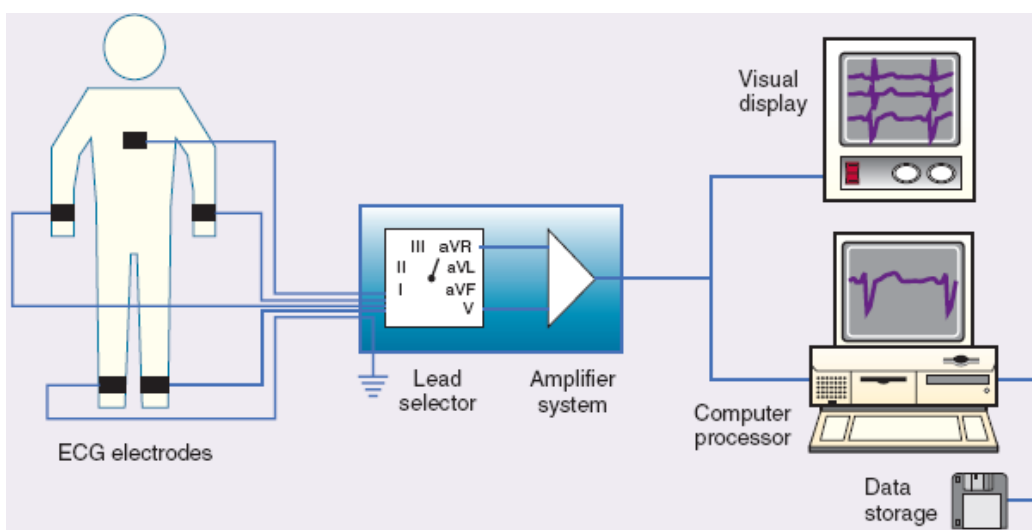 Visual
display
III aVR
II aVL
I aVF
V
Lead
selector
Amplifier
system
ECG electrodes
Computer
processor
Data
storage